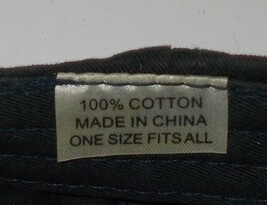 100% COTTON
MADE IN CHINA
ONE SIZE FITS ALL